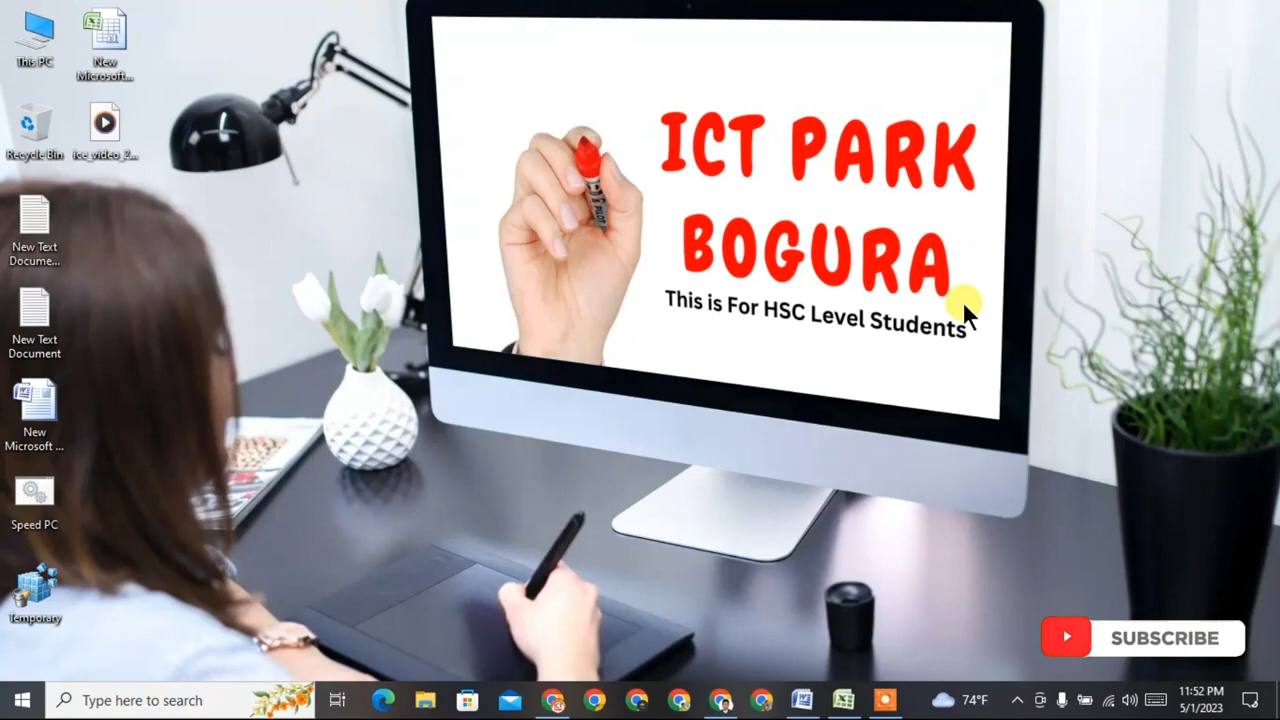 This PC
New
Microsoft...
Recycle Bin
ice_video_2...
New Text
Docume...
New Text
Document
New
Microsoft ...
Speed PC
Temporary
ICT PARK
BOGURA
This is For HSC Level Students
PILOT
SUBSCRIBE
Type here to search
74°F
11:52 PM
5/1/2023